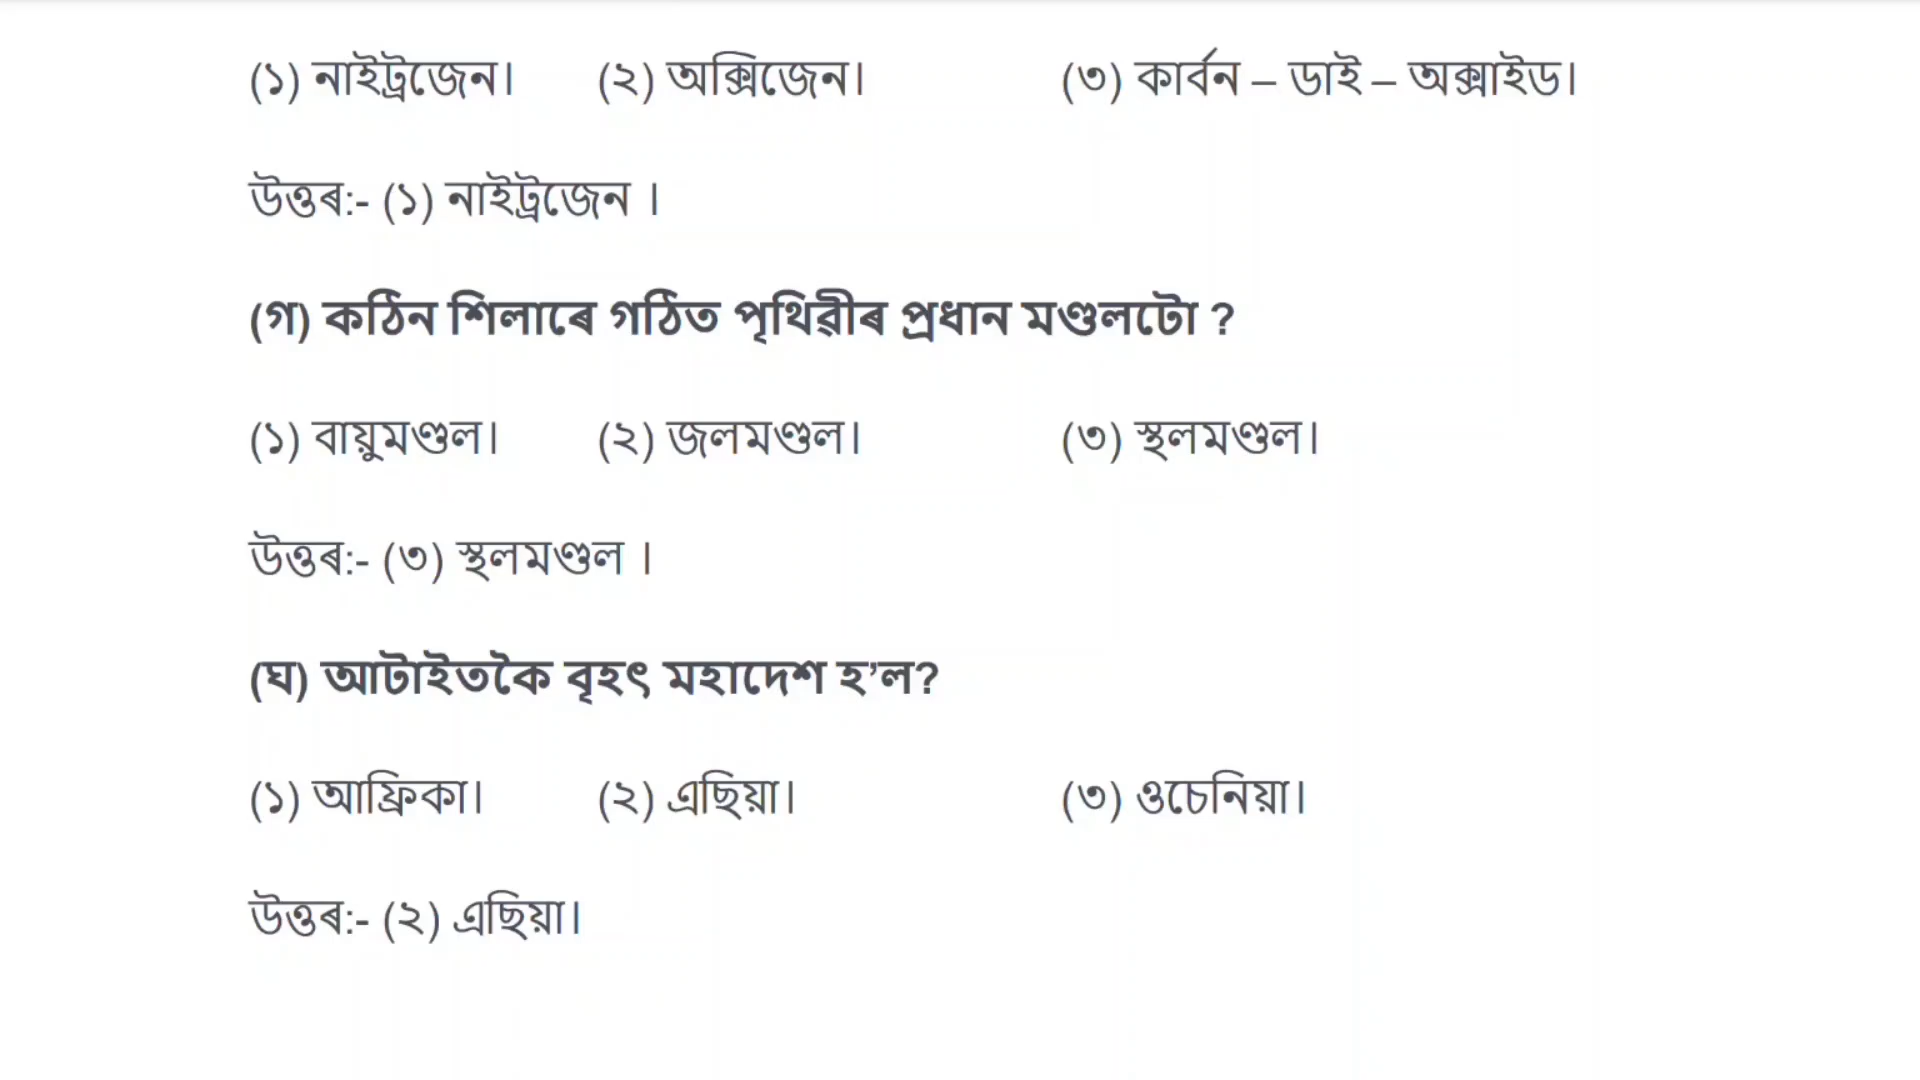 (১) নাইট্ৰজেন। (২) অক্সিজেন। (৩) কাৰ্বন – ডাই – অক্সাইড।
উত্তৰ:- (১) নাইট্ৰজেন ।
(গ) কঠিন শিলাৰে গঠিত পৃথিৱীৰ প্ৰধান মণ্ডলটো ?
(১) বায়ুমণ্ডল। (২) জলমণ্ডল। (৩) স্থলমণ্ডল।
উত্তৰ:- (৩) স্থলমণ্ডল ।
(ঘ) আটাইতকৈ বৃহৎ মহাদেশ হ’ল?
(১) আফ্ৰিকা। (২) এছিয়া। (৩) ওচেনিয়া।
উত্তৰ:- (২) এছিয়া।